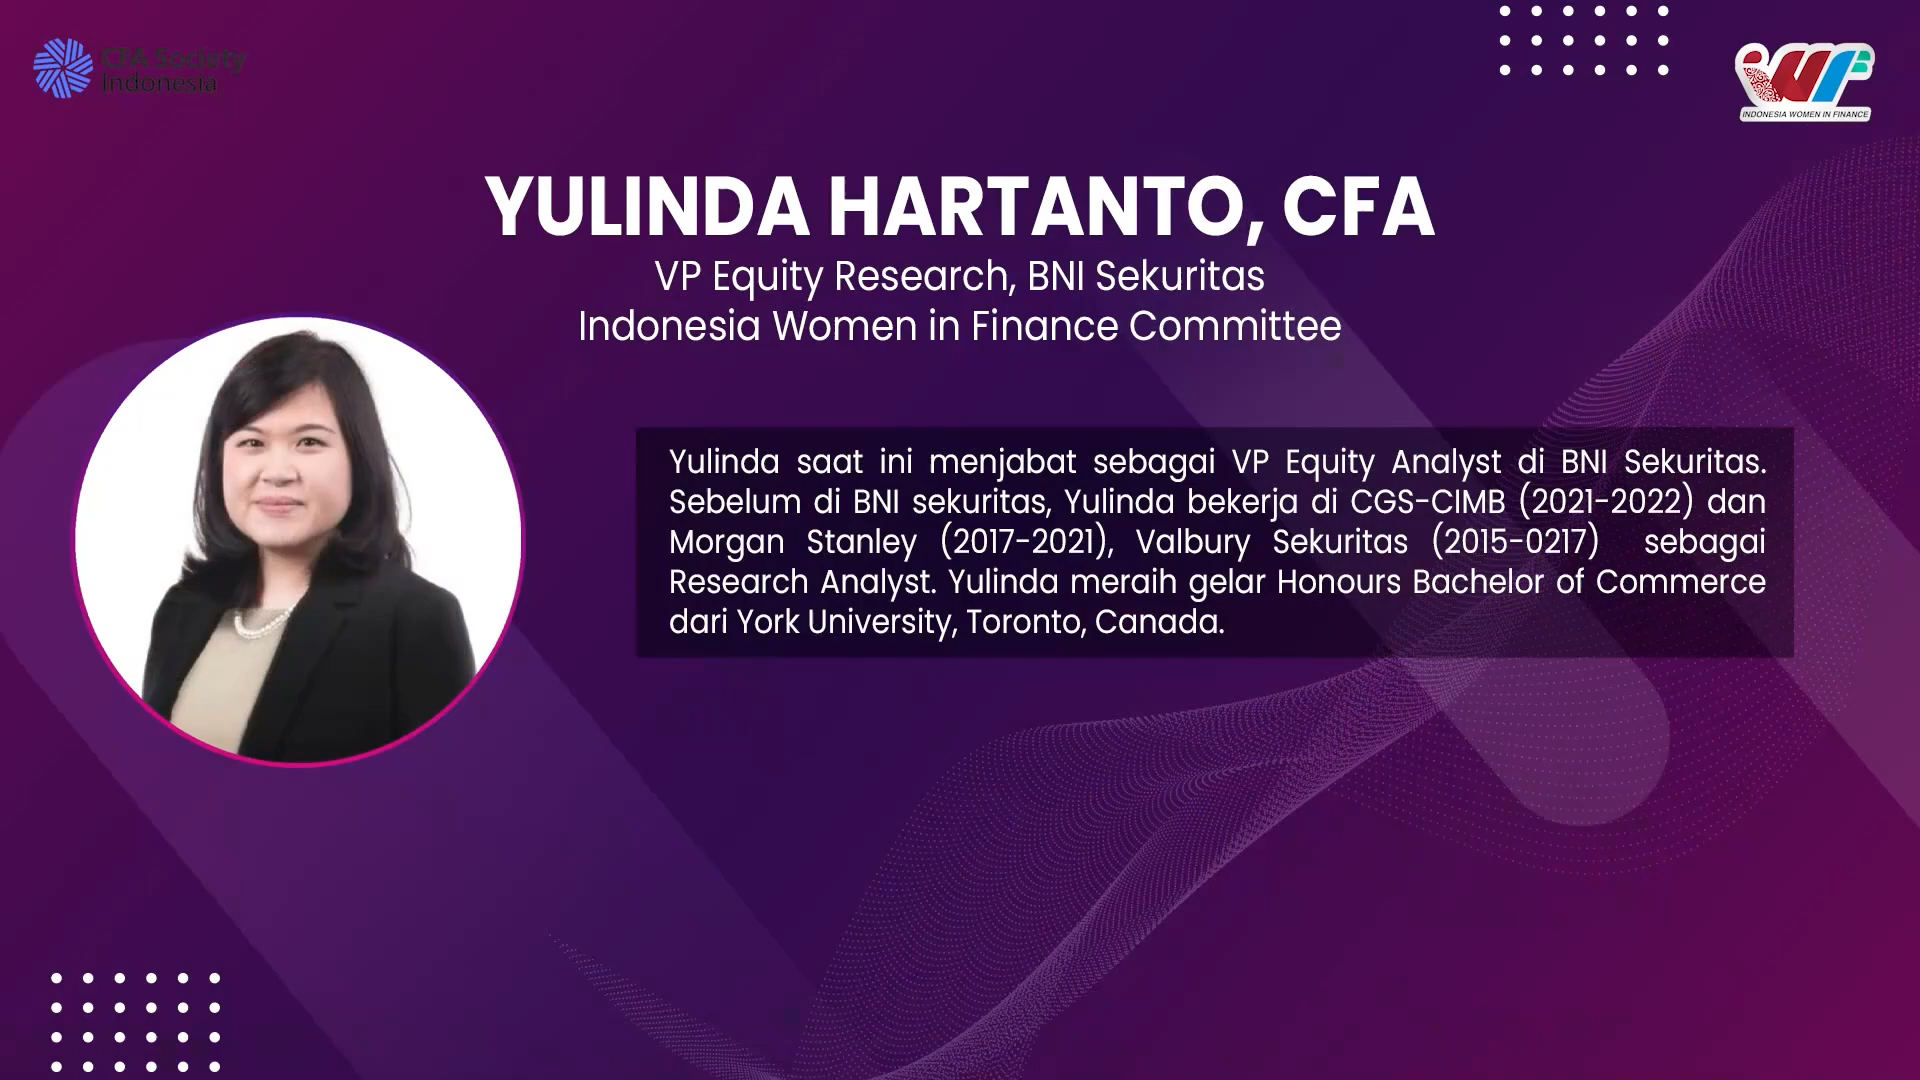 CFA Society
Indonesia
INDONESIA WOMEN IN FINANCE
YULINDA HARTANTO, CFA
VP Equity Research, BNI Sekuritas
Indonesia Women in Finance Committee
Yulinda saat ini menjabat sebagai VP Equity Analyst di BNI Sekuritas.
Sebelum di BNI sekuritas, Yulinda bekerja di CGS-CIMB (2021-2022) dan
Morgan Stanley (2017-2021), Valbury Sekuritas (2015-0217) sebagai
Research Analyst. Yulinda meraih gelar Honours Bachelor of Commerce
dari York University, Toronto, Canada.